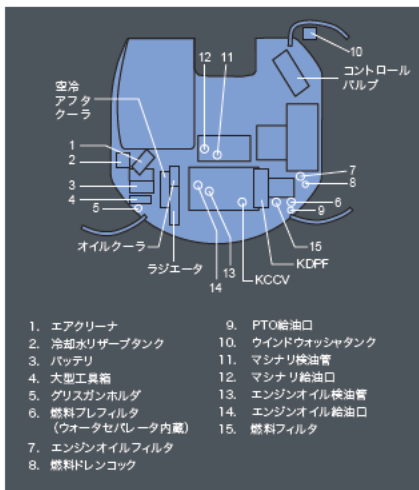 12
11
10
コントロール
バルブ
空冷
アフタ
クーラ
1
2
3
4
5
7
8
6
9
オイルクーラ
ラジエータ
14
13
KCCV
15
KDPF
1. エアクリーナ
2. 冷却水リザーブタンク
3. バッテリ
4. 大型工具箱
5. グリスガンホルダ
6. 燃料プレフィルタ
(ウォータセパレータ内蔵)
7. エンジンオイルフィルタ
8. 燃料ドレンコック
9. PTO給油口
10. ウインドウォッシャタンク
11. マシナリ検油管
12. マシナリ給油口
13. エンジンオイル検油管
14. エンジンオイル給油口
15. 燃料フィルタ